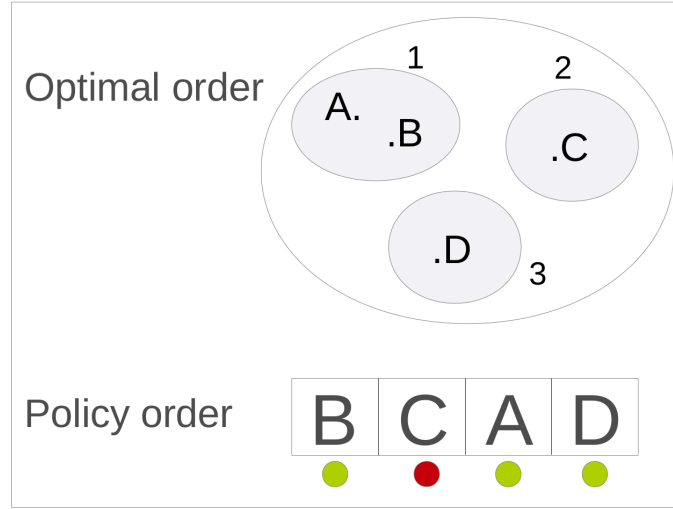 Optimal order
1
2
A.
.B
.C
.D
3
Policy order
B C A D